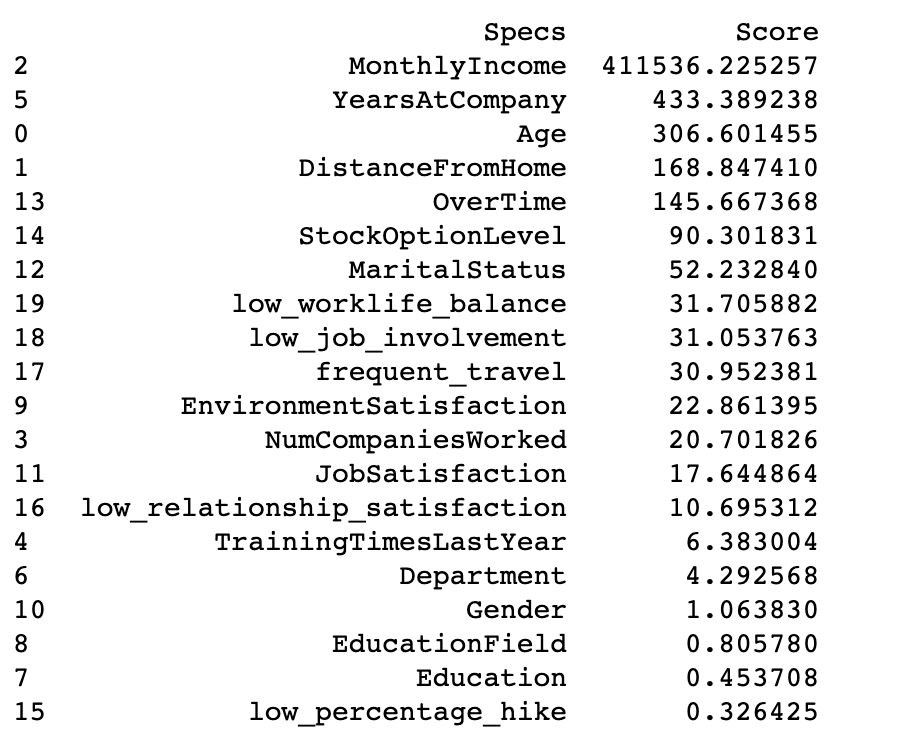 Specs Score
2 MonthlyIncome 411536.225257
5 YearsAtCompany 433.389238
0 Age 306.601455
1 DistanceFromHome 168.847410
13 OverTime 145.667368
14 StockOptionLevel 90.301831
12 MaritalStatus 52.232840
19 low_worklife_balance 31.705882
18 low_job_involvement 31.053763
17 frequent_travel 30.952381
9 EnvironmentSatisfaction 22.861395
3 NumCompaniesWorked 20.701826
11 JobSatisfaction 17.644864
16 low_relationship_satisfaction 10.695312
4 TrainingTimesLastYear 6.383004
6 Department 4.292568
10 Gender 1.063830
8 EducationField 0.805780
7 Education 0.453708
15 low_percentage_hike 0.326425